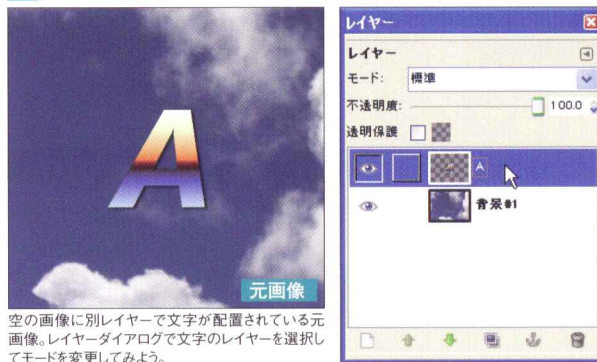 A
元画像
空の画像に別レイヤーで文字が配置されている元
画像。レイヤーダイアログで文字のレイヤーを選択し
てモードを変更してみよう。
レイヤー
レイヤー
モード: 標準
不透明度: 100.0
透明保護
A
背景#1